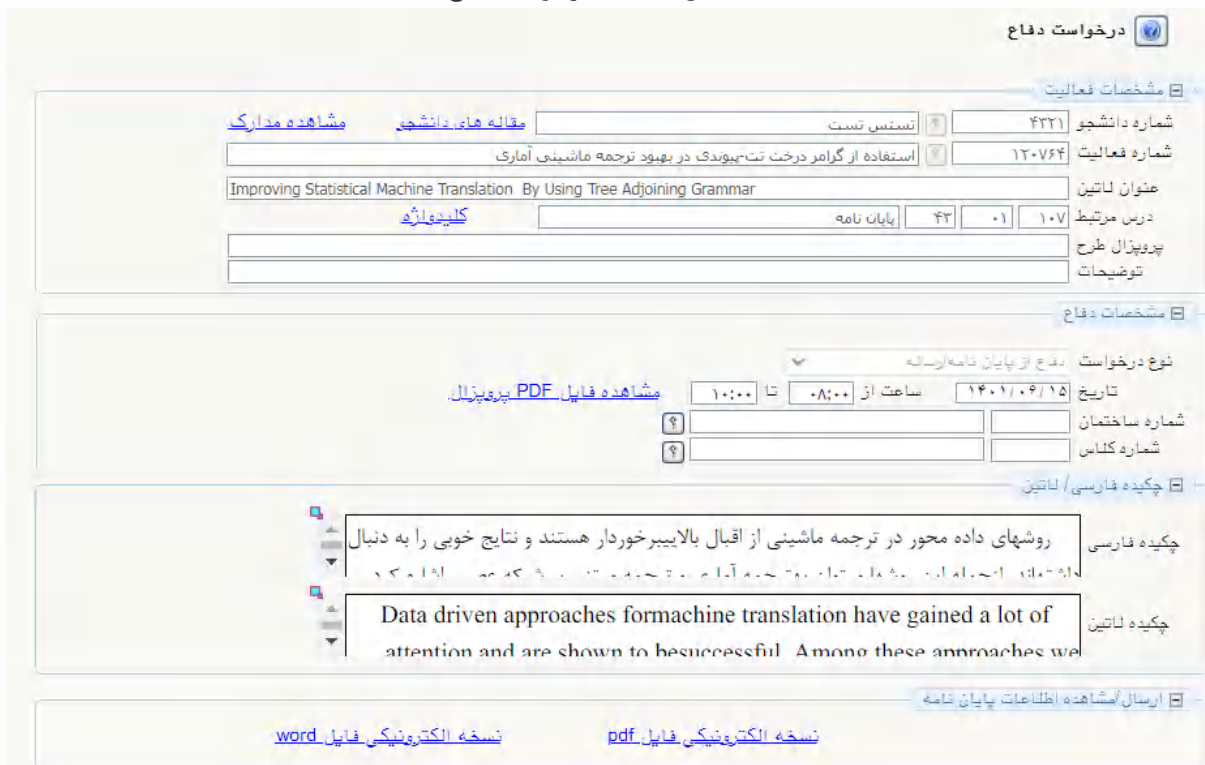 درخواست دفاع
مشخصات فعالیت
شماره دانشجو ۴۳۲۱ تستس تست مقاله های دانشجو مشاهده مدارک
شماره فعالیت ۱۲۰۷۶۴ استفاده از گرامر درخت تت-پیوندی در بهبود ترجمه ماشینی آماری
عنوان لاتین Improving Statistical Machine Translation By Using Tree Adjoining Grammar
درس مرتبط ۱۰۷ ۰۱ ۴۳ پایان نامه کلیدواژه
پروپزال طرح
توضیحات
مشخصات دفاع
نوع درخواست دفاع از پایان نامه/رساله
تاریخ ۱۴۰۱/۰۶/۱۵ ساعت از ۰۸:۰۰ تا ۱۰:۰۰ مشاهده فایل PDF پروپزال
شماره ساختمان ؟
شماره کلاس ؟
چکیده فارسی/ لاتین
چکیده فارسی روشهای داده محور در ترجمه ماشینی از اقبال بالاییبرخوردار هستند و نتایج خوبی را به دنبال
چکیده لاتین Data driven approaches formachine translation have gained a lot of
attention and are shown to besuccessful. Among these approaches we
ارسال/مشاهده اطلاعات پایان نامه
نسخه الکترونیکی فایل pdf نسخه الکترونیکی فایل word